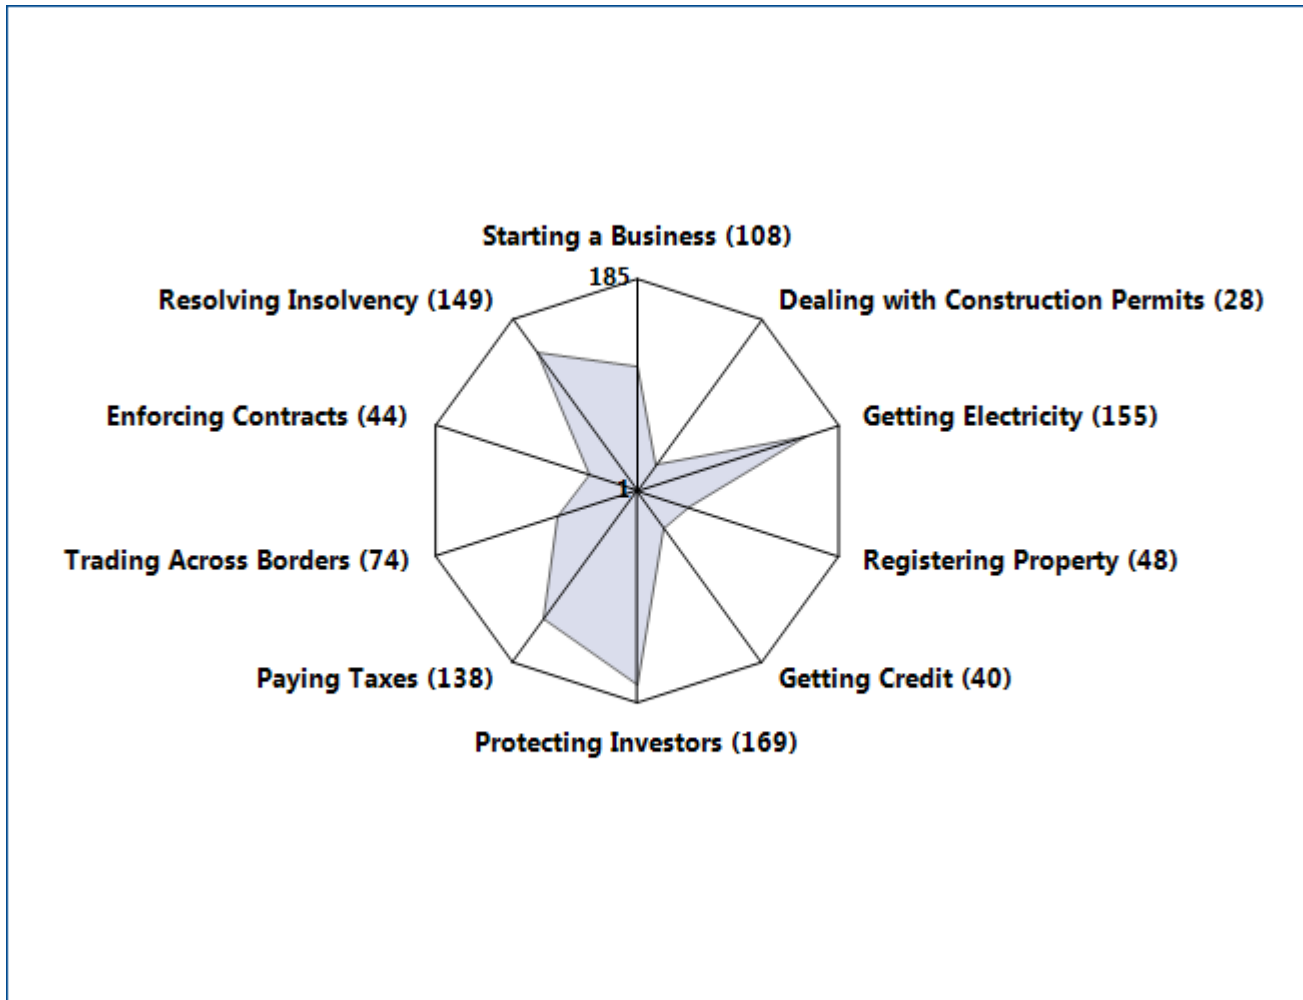 Starting a Business (108)
185
Resolving Insolvency (149)
Dealing with Construction Permits (28)
Enforcing Contracts (44)
Getting Electricity (155)
1
Trading Across Borders (74)
Registering Property (48)
Paying Taxes (138)
Getting Credit (40)
Protecting Investors (169)